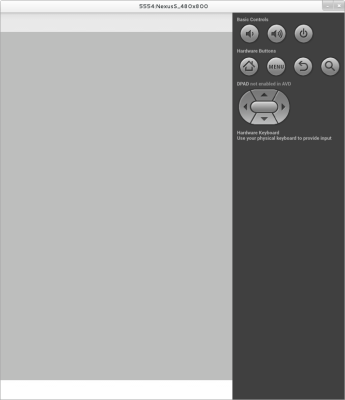 5554:NexusS_480x800
Basic Controls
Hardware Buttons
MENU
DPAD not enabled in AVD
Hardware Keyboard
Use your physical keyboard to provide input